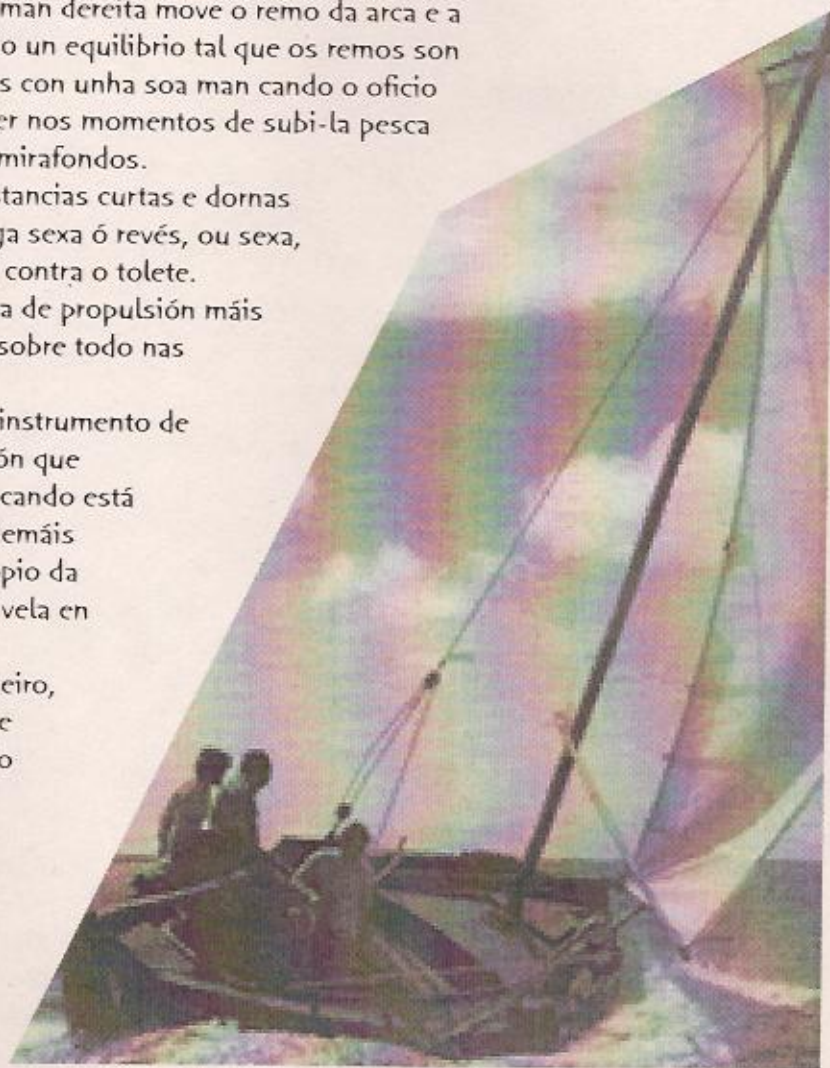 man dereita move o remo da arca e a
o un equilibrio tal que os remos son
s con unha soa man cando o oficio
er nos momentos de subi-la pesca
mirafondos.
tancias curtas e dornas
ga sexa ó revés, ou sexa,
contra o tolete.
a de propulsión máis
sobre todo nas
instrumento de
ón que
cando está
emáis
pio da
vela en
eiro,
e
o